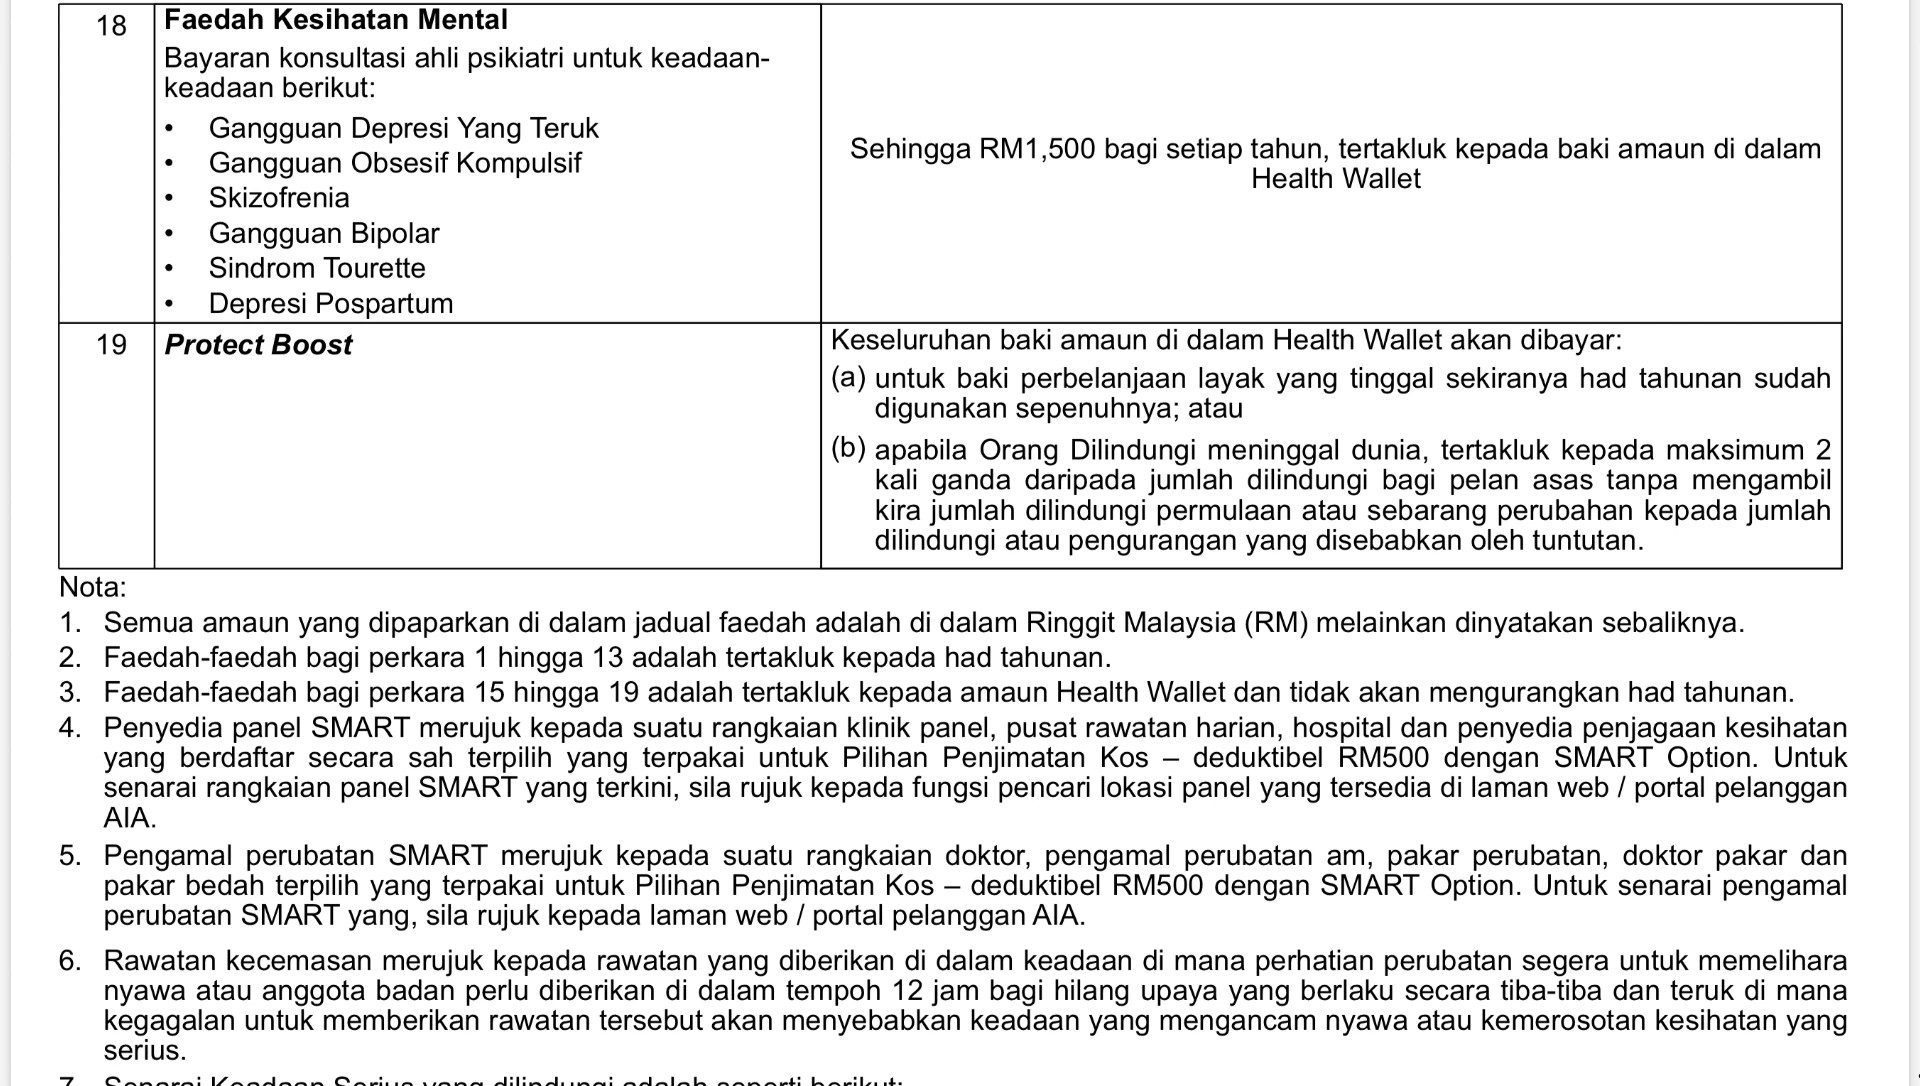 18
Faedah Kesihatan Mental
Bayaran konsultasi ahli psikiatri untuk keadaan-
keadaan berikut:
• Gangguan Depresi Yang Teruk
• Gangguan Obsesif Kompulsif
• Skizofrenia
• Gangguan Bipolar
• Sindrom Tourette
• Depresi Pospartum
Sehingga RM1,500 bagi setiap tahun, tertakluk kepada baki amaun di dalam
Health Wallet
19
Protect Boost
Keseluruhan baki amaun di dalam Health Wallet akan dibayar:
(a) untuk baki perbelanjaan layak yang tinggal sekiranya had tahunan sudah
digunakan sepenuhnya; atau
(b) apabila Orang Dilindungi meninggal dunia, tertakluk kepada maksimum 2
kali ganda daripada jumlah dilindungi bagi pelan asas tanpa mengambil
kira jumlah dilindungi permulaan atau sebarang perubahan kepada jumlah
dilindungi atau pengurangan yang disebabkan oleh tuntutan.
Nota:
1. Semua amaun yang dipaparkan di dalam jadual faedah adalah di dalam Ringgit Malaysia (RM) melainkan dinyatakan sebaliknya.
2. Faedah-faedah bagi perkara 1 hingga 13 adalah tertakluk kepada had tahunan.
3. Faedah-faedah bagi perkara 15 hingga 19 adalah tertakluk kepada amaun Health Wallet dan tidak akan mengurangkan had tahunan.
4. Penyedia panel SMART merujuk kepada suatu rangkaian klinik panel, pusat rawatan harian, hospital dan penyedia penjagaan kesihatan
yang berdaftar secara sah terpilih yang terpakai untuk Pilihan Penjimatan Kos – deduktibel RM500 dengan SMART Option. Untuk
senarai rangkaian panel SMART yang terkini, sila rujuk kepada fungsi pencari lokasi panel yang tersedia di laman web / portal pelanggan
AIA.
5. Pengamal perubatan SMART merujuk kepada suatu rangkaian doktor, pengamal perubatan am, pakar perubatan, doktor pakar dan
pakar bedah terpilih yang terpakai untuk Pilihan Penjimatan Kos – deduktibel RM500 dengan SMART Option. Untuk senarai pengamal
perubatan SMART yang, sila rujuk kepada laman web / portal pelanggan AIA.
6. Rawatan kecemasan merujuk kepada rawatan yang diberikan di dalam keadaan di mana perhatian perubatan segera untuk memelihara
nyawa atau anggota badan perlu diberikan di dalam tempoh 12 jam bagi hilang upaya yang berlaku secara tiba-tiba dan teruk di mana
kegagalan untuk memberikan rawatan tersebut akan menyebabkan keadaan yang mengancam nyawa atau kemerosotan kesihatan yang
serius.
7. Senarai Keadaan Serius yang dilindungi adalah seperti berikut: